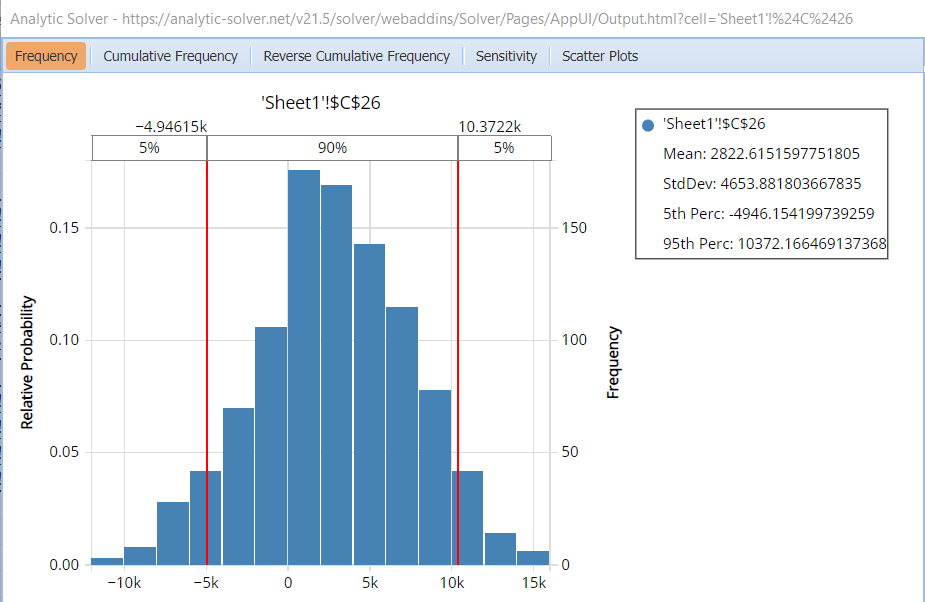 Analytic Solver - https://analytic-solver.net/v21.5/solver/webaddins/Solver/Pages/AppUI/Output.html?cell='Sheet1'!%24C%2426
Frequency Cumulative Frequency Reverse Cumulative Frequency Sensitivity Scatter Plots
'Sheet1'!$C$26
−4.94615k 10.3722k
5% 90% 5%
0.15
0.10
0.05
0.00
Relative Probability
150
100
50
0
Frequency
−10k −5k 0 5k 10k 15k
'Sheet1'!$C$26
Mean: 2822.6151597751805
StdDev: 4653.881803667835
5th Perc: -4946.154199739259
95th Perc: 10372.166469137368